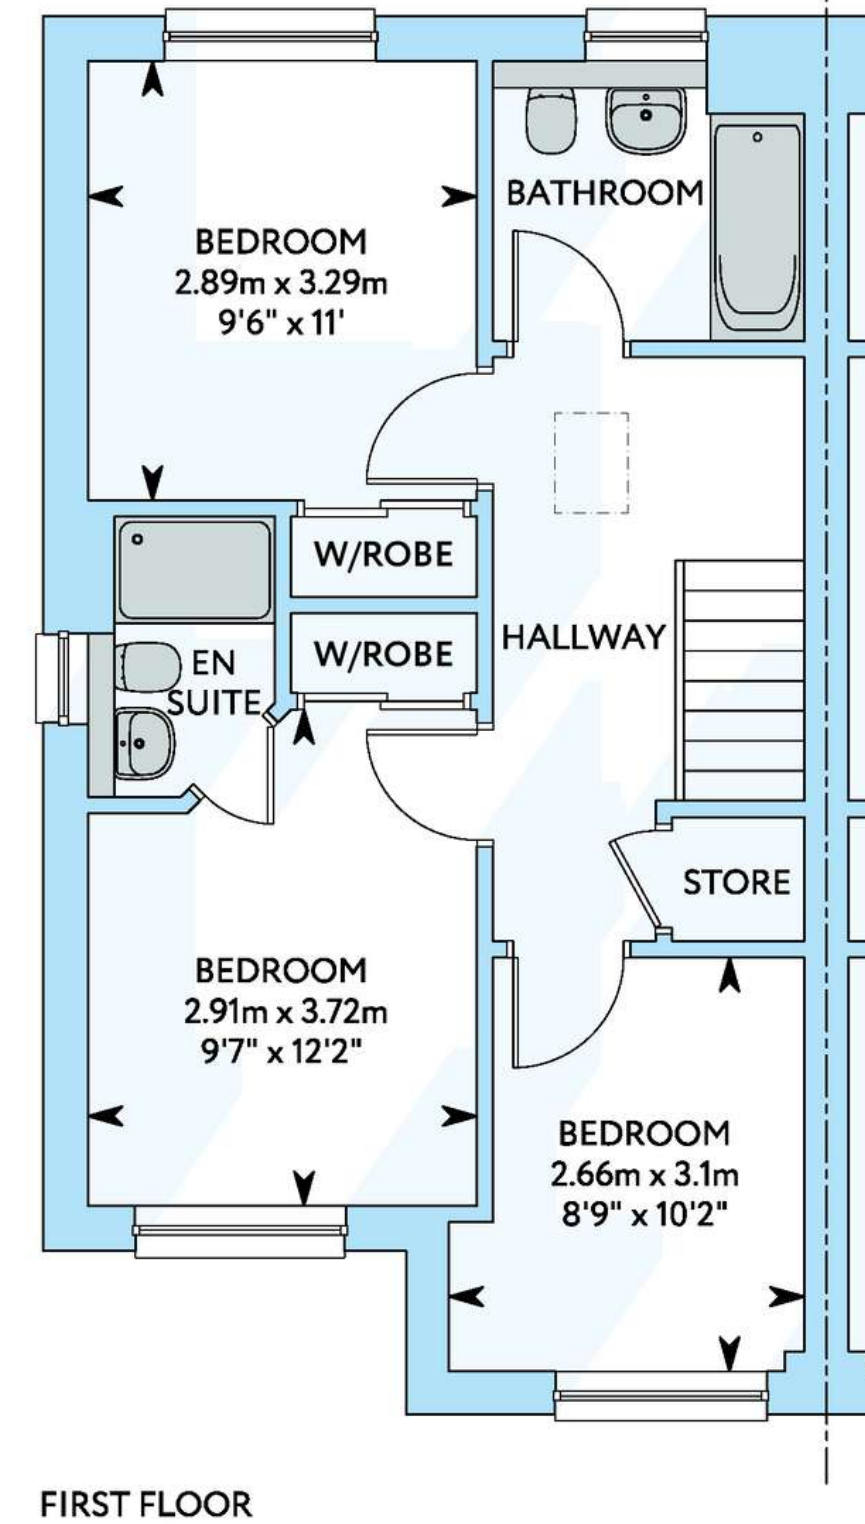 BATHROOM
BEDROOM
2.89m x 3.29m
9'6" x 11'
W/ROBE
HALLWAY
W/ROBE
EN
SUITE
STORE
BEDROOM
2.91m x 3.72m
9'7" x 12'2"
BEDROOM
2.66m x 3.1m
8'9" x 10'2"
FIRST FLOOR